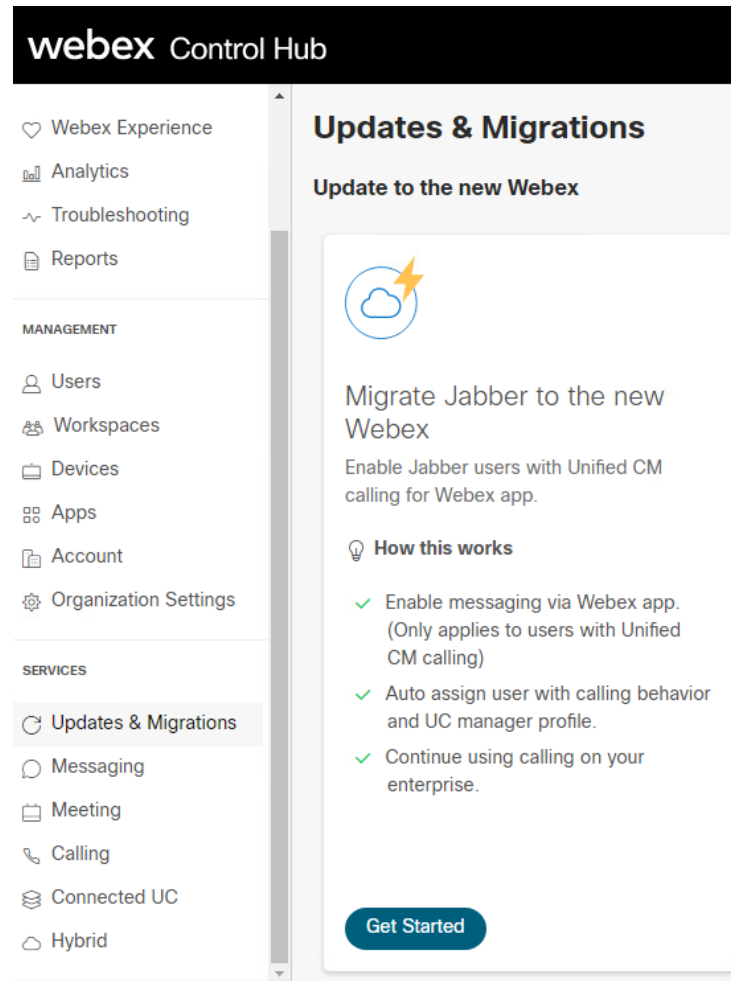 webex Control Hub
Webex Experience
Analytics
Troubleshooting
Reports
MANAGEMENT
Users
Workspaces
Devices
Apps
Account
Organization Settings
SERVICES
Updates & Migrations
Messaging
Meeting
Calling
Connected UC
Hybrid
Updates & Migrations
Update to the new Webex
Migrate Jabber to the new
Webex
Enable Jabber users with Unified CM
calling for Webex app.
How this works
Enable messaging via Webex app.
(Only applies to users with Unified
CM calling)
Auto assign user with calling behavior
and UC manager profile.
Continue using calling on your
enterprise.
Get Started